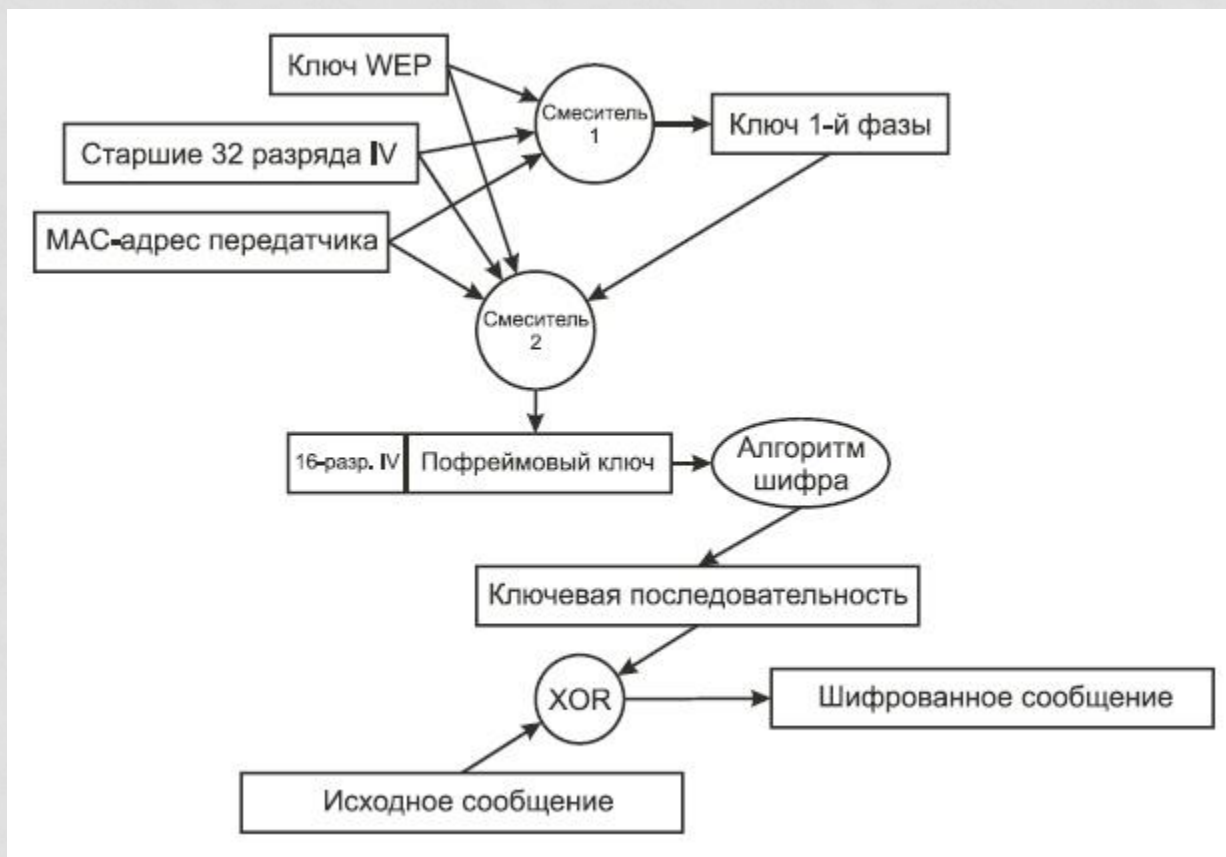 Ключ WEP
Смеситель
1
Ключ 1-й фазы
Старшие 32 разряда IV
MAC-адрес передатчика
Смеситель
2
16-разр. IV
Пофреймовый ключ
Алгоритм
шифра
Ключевая последовательность
XOR
Шифрованное сообщение
Исходное сообщение